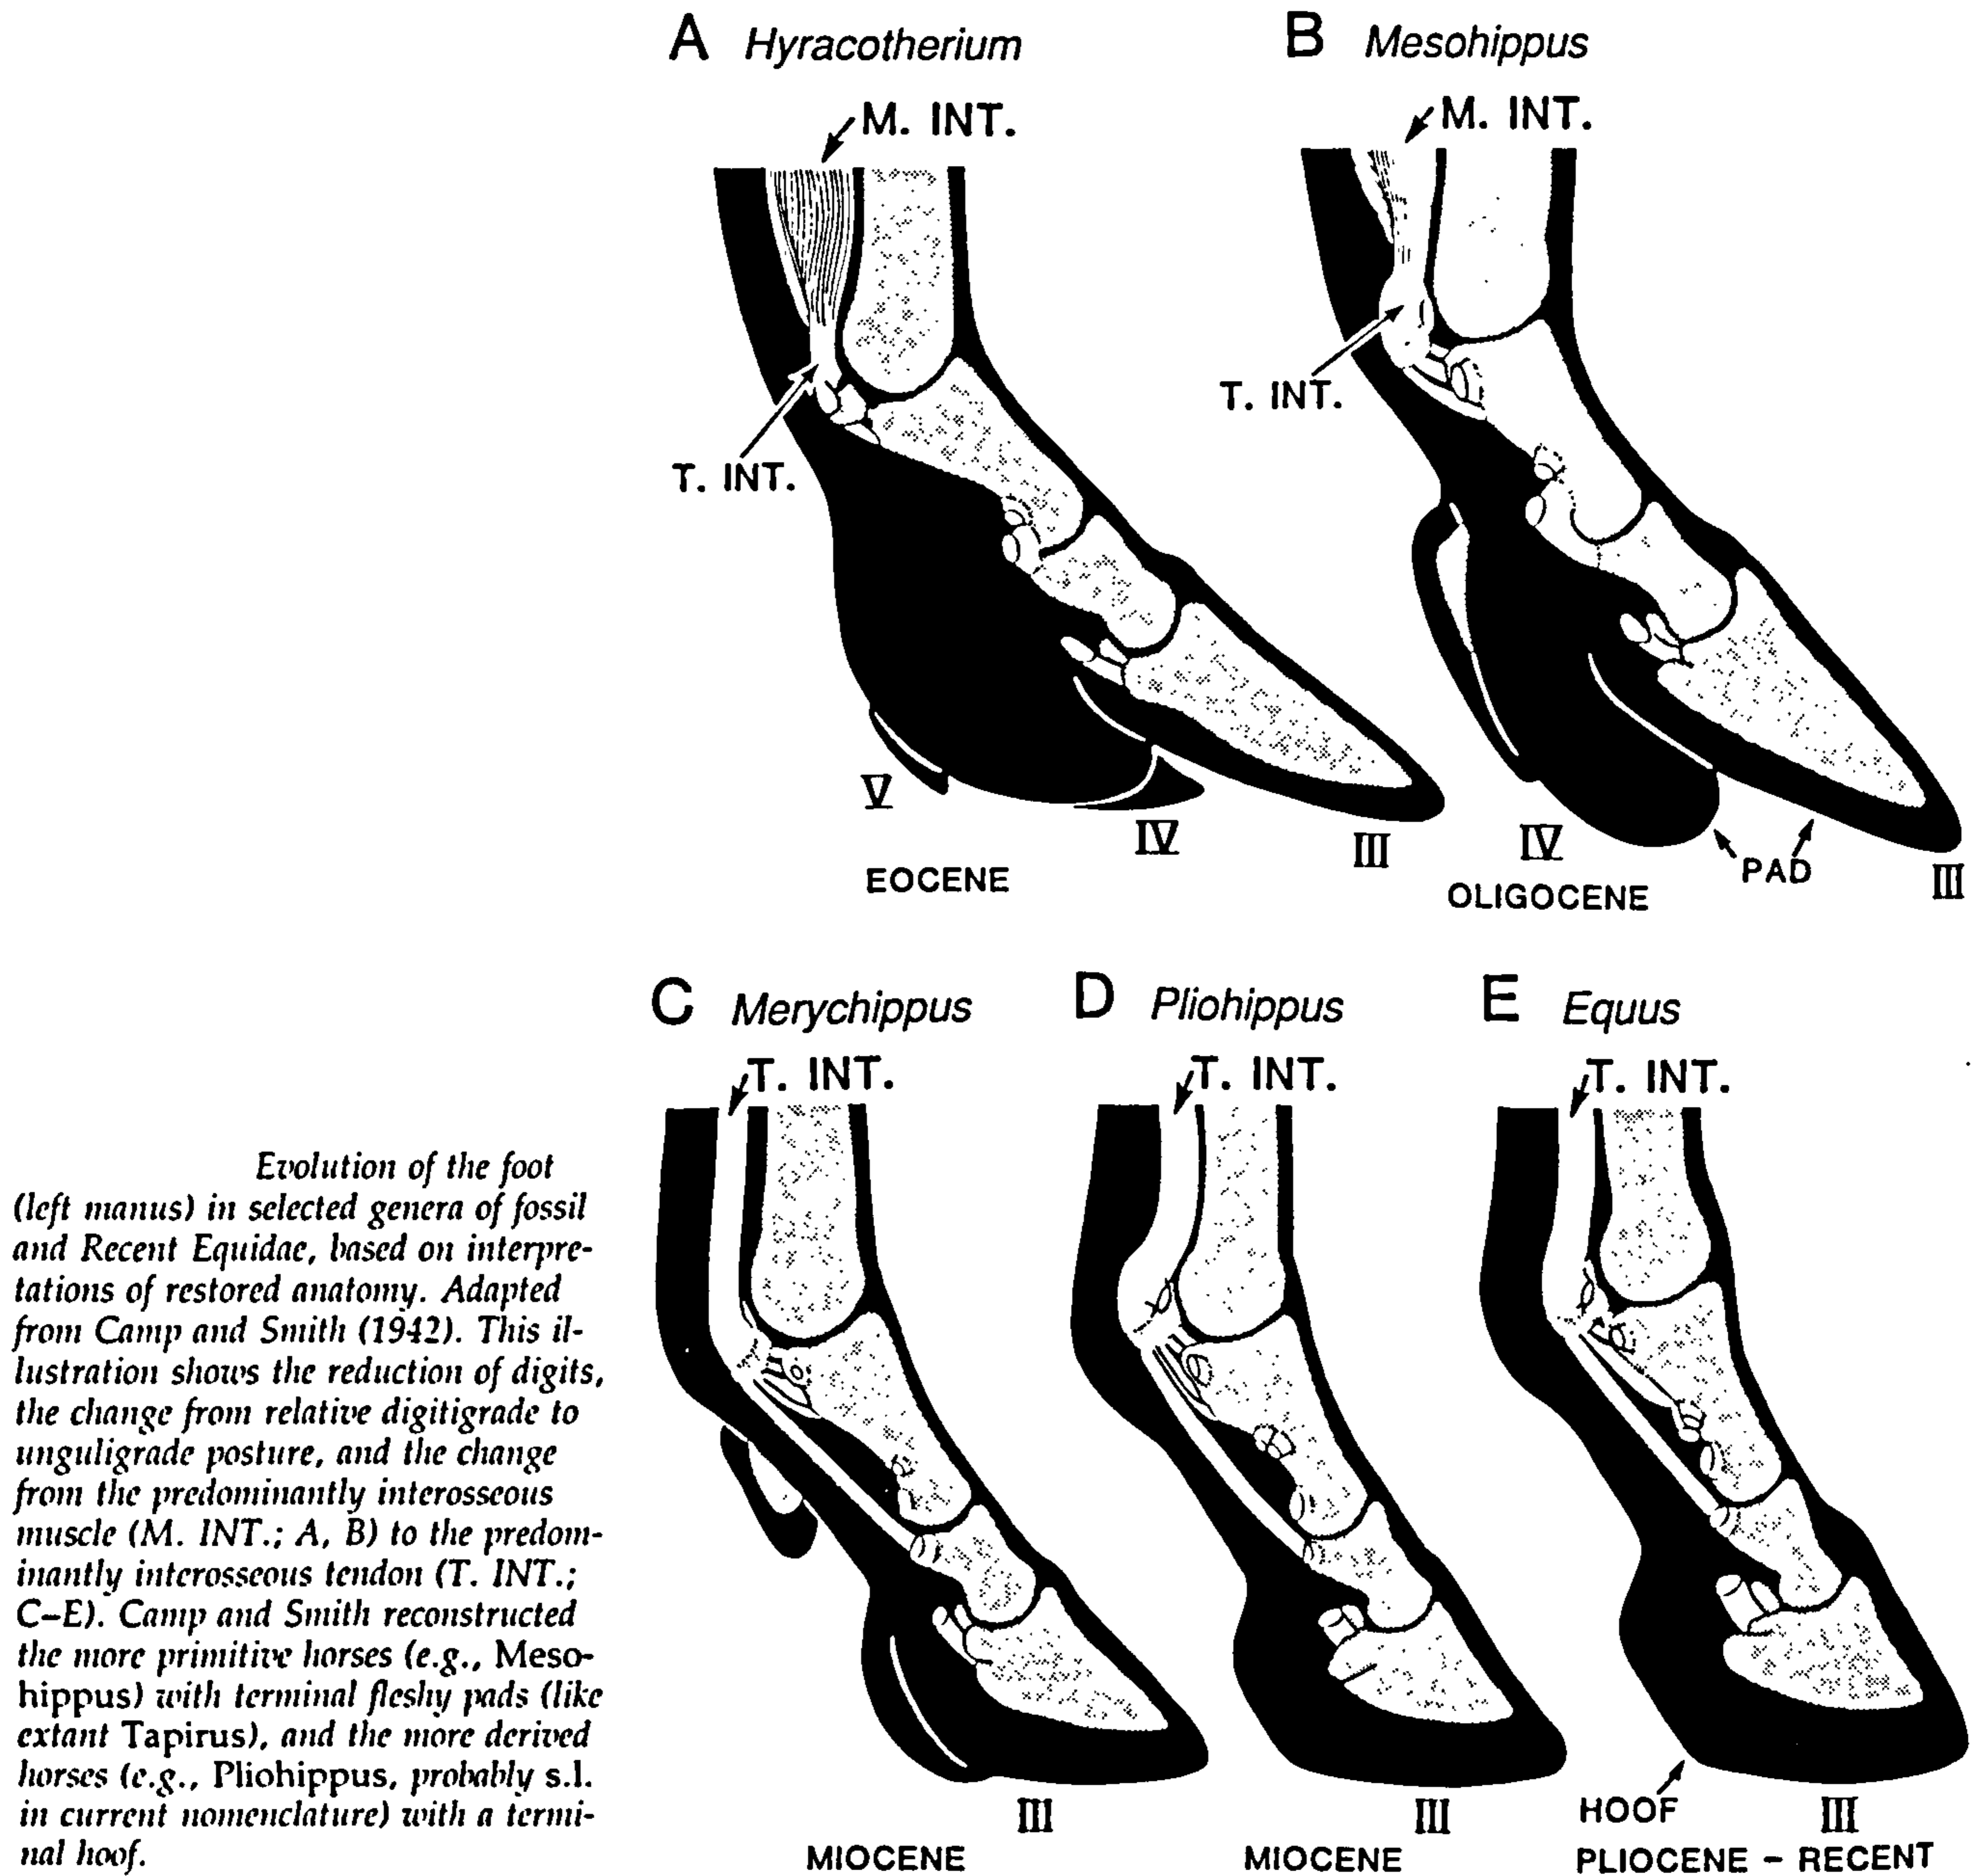 A Hyracotherium
M. INT.
T. INT.
V
IV
III
EOCENE
B Mesohippus
M. INT.
T. INT.
IV
PAD
III
OLIGOCENE
C Merychippus
T. INT.
III
MIOCENE
D Pliohippus
T. INT.
III
MIOCENE
E Equus
T. INT.
HOOF
III
PLIOCENE – RECENT
Evolution of the foot
(left manus) in selected genera of fossil
and Recent Equidae, based on interpre-
tations of restored anatomy. Adapted
from Camp and Smith (1942). This il-
lustration shows the reduction of digits,
the change from relative digitigrade to
unguligrade posture, and the change
from the predominantly interosseous
muscle (M. INT.; A, B) to the predom-
inantly interosseous tendon (T. INT.;
C–E). Camp and Smith reconstructed
the more primitive horses (e.g., Meso-
hippus) with terminal fleshy pads (like
extant Tapirus), and the more derived
horses (e.g., Pliohippus, probably s.l.
in current nomenclature) with a termi-
nal hoof.